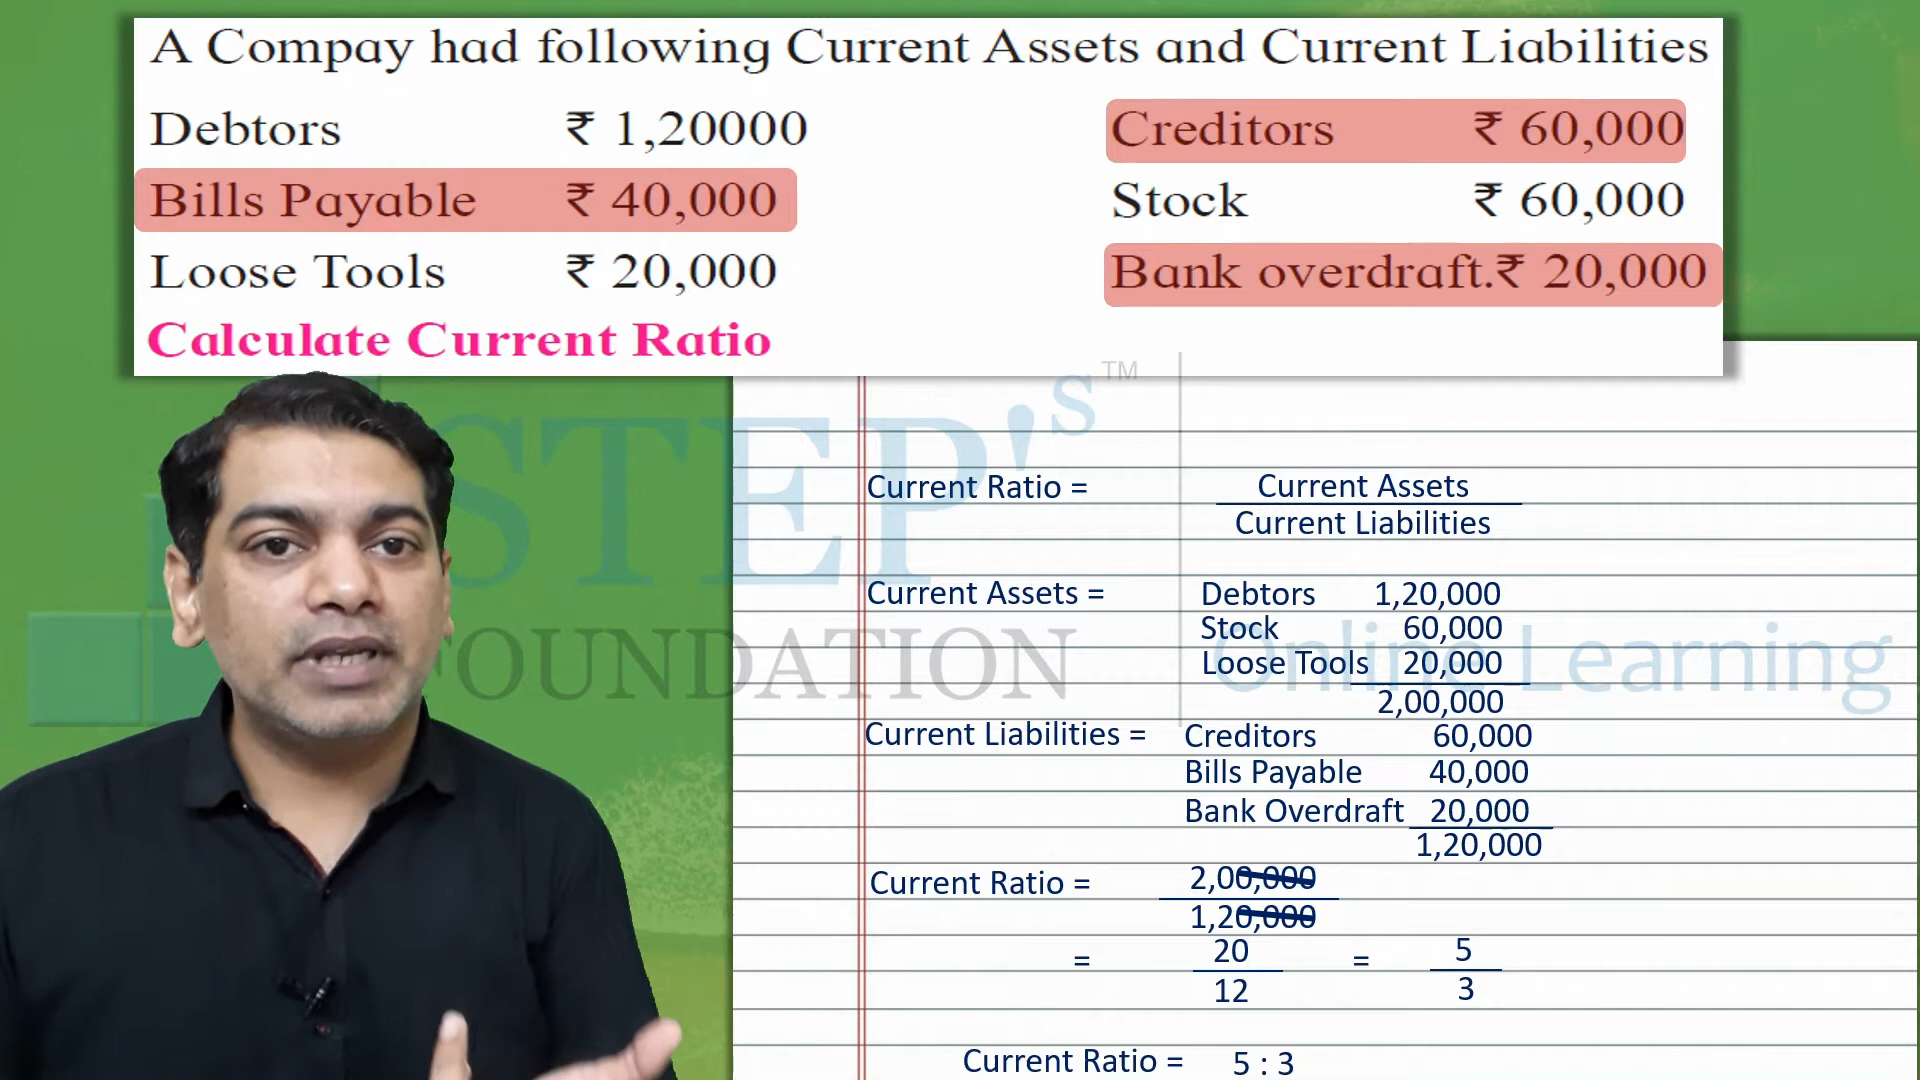 A Compay had following Current Assets and Current Liabilities
Debtors ₹ 1,20000 Creditors ₹ 60,000
Bills Payable ₹ 40,000 Stock ₹ 60,000
Loose Tools ₹ 20,000 Bank overdraft.₹ 20,000
Calculate Current Ratio
STEP's TM
FOUNDATION Online Learning
Current Ratio = Current Assets
Current Liabilities
Current Assets = Debtors 1,20,000
Stock 60,000
Loose Tools 20,000
2,00,000
Current Liabilities = Creditors 60,000
Bills Payable 40,000
Bank Overdraft 20,000
1,20,000
Current Ratio = 2,00,000
1,20,000
= 20 = 5
12 3
Current Ratio = 5 : 3